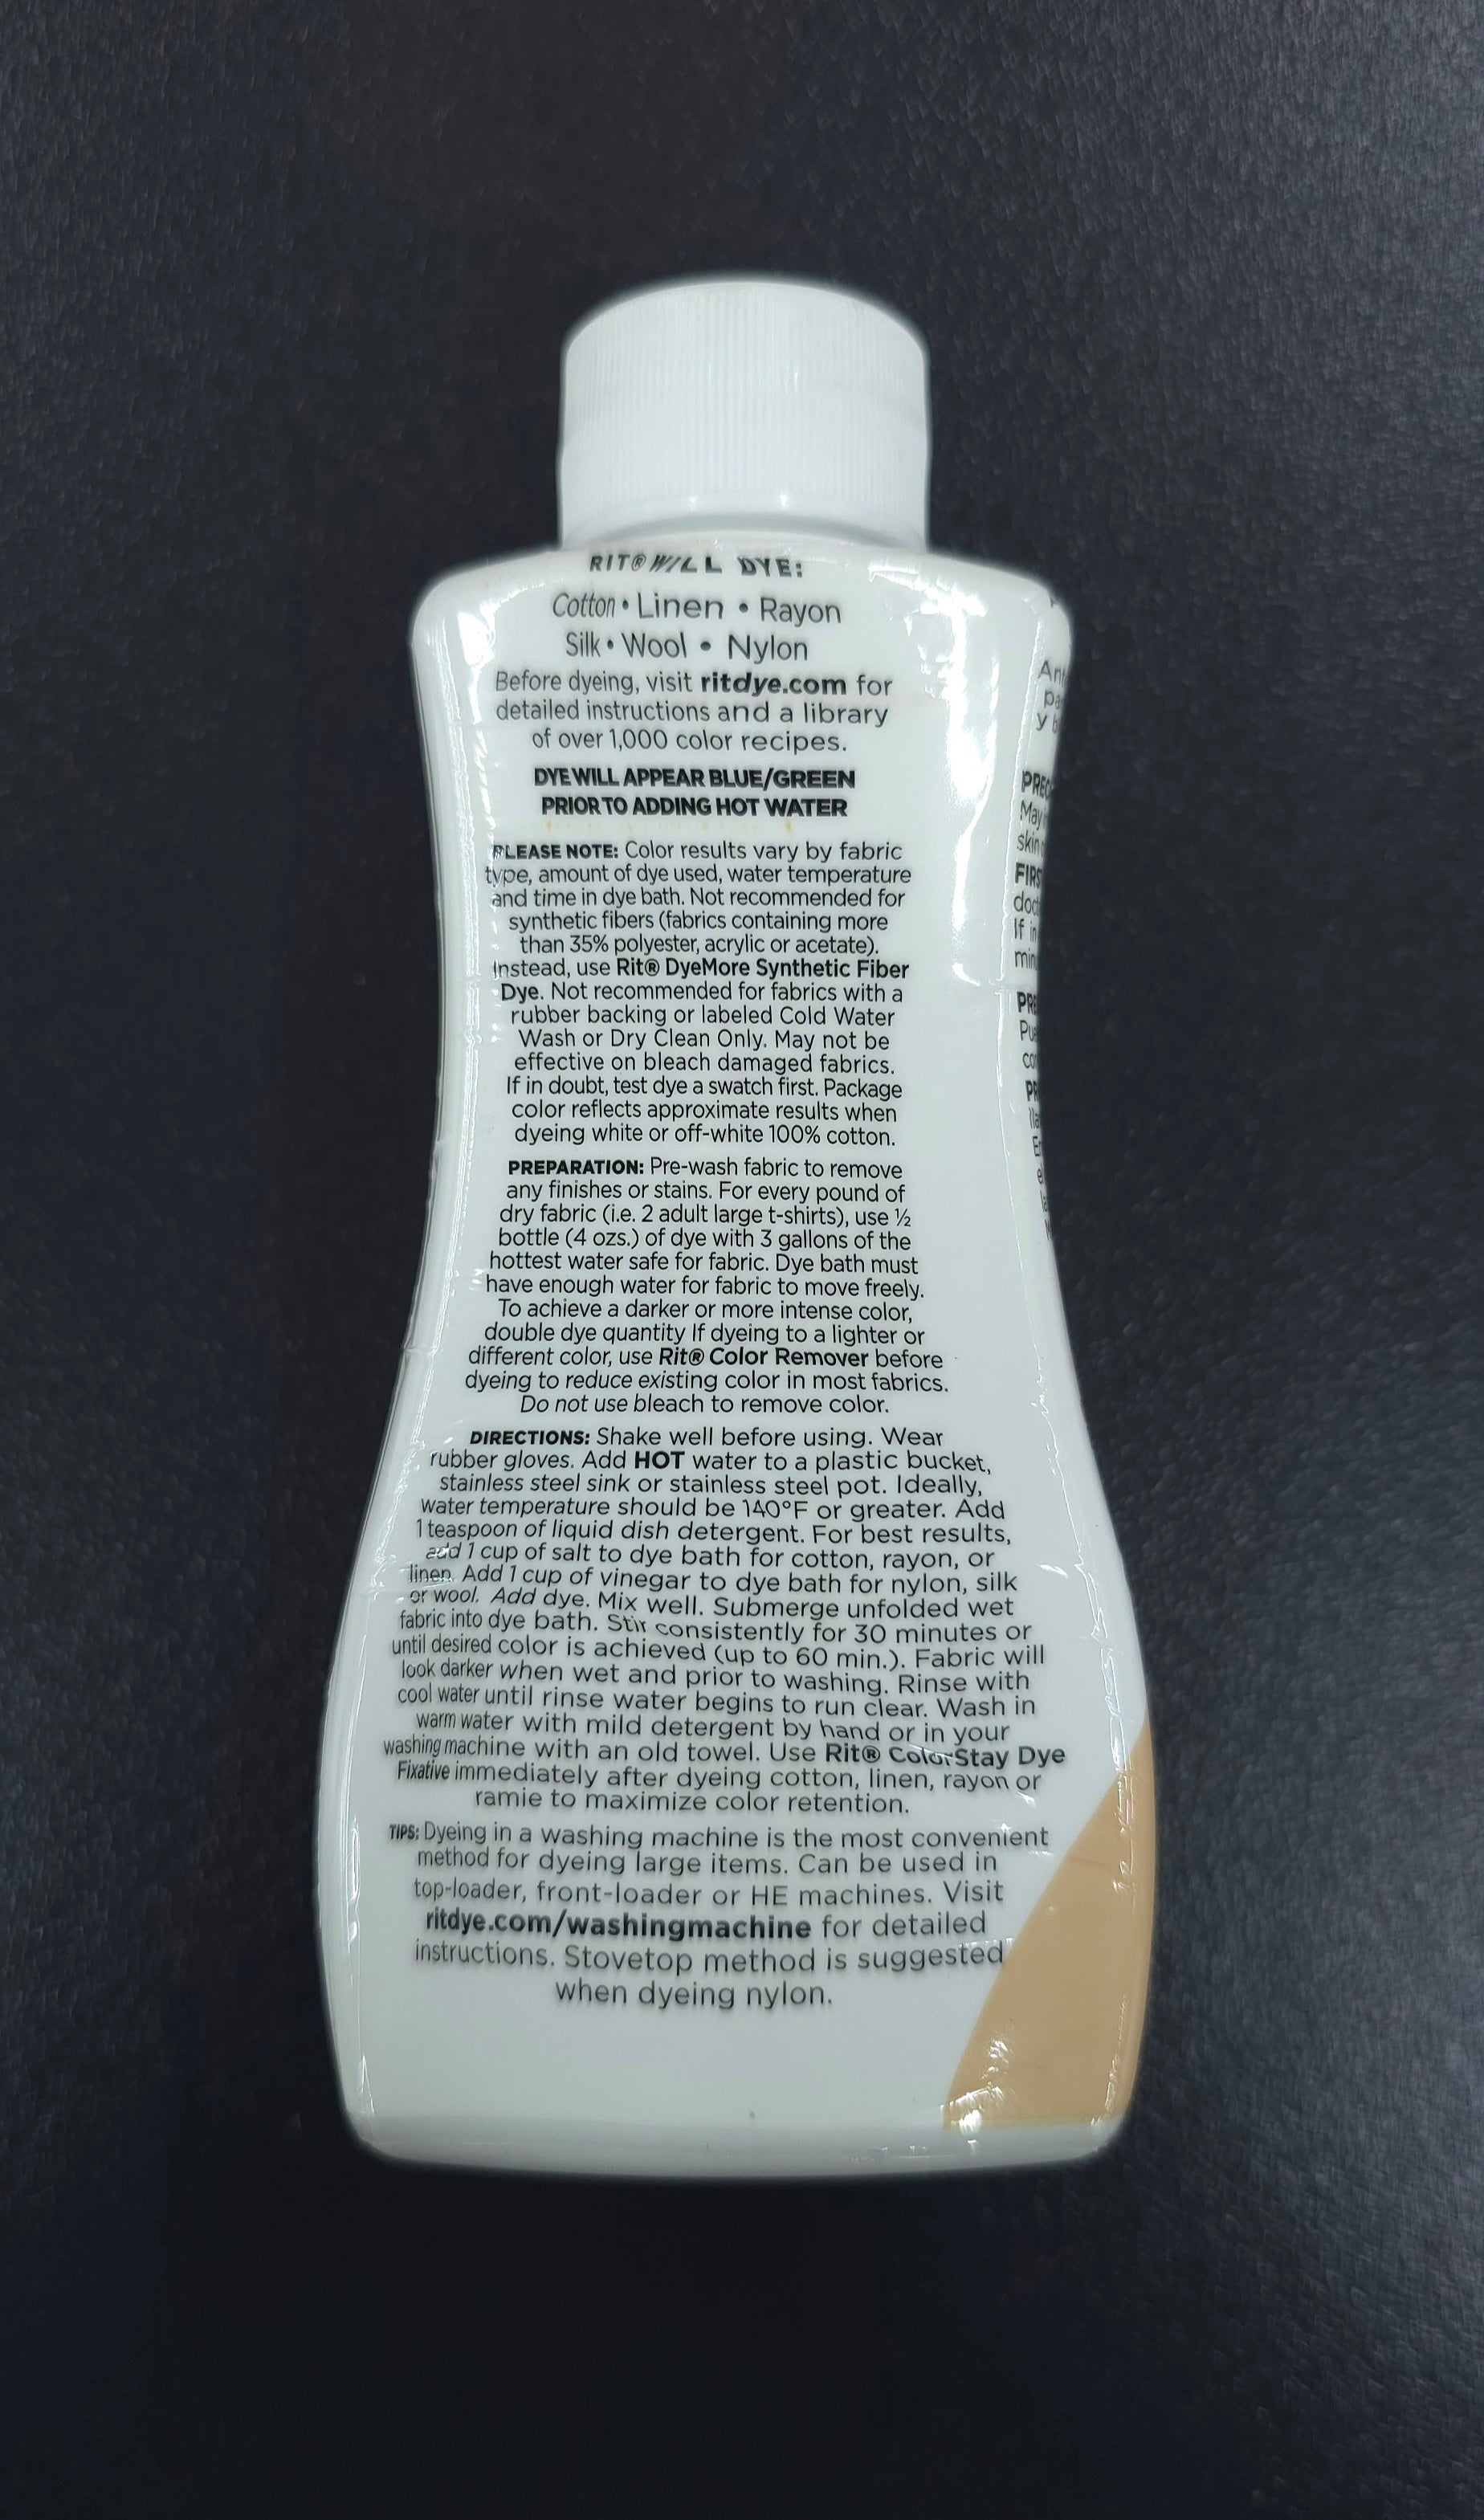 RIT® WILL DYE:
Cotton • Linen • Rayon
Silk • Wool • Nylon
Before dyeing, visit ritdye.com for
detailed instructions and a library
of over 1,000 color recipes.
DYE WILL APPEAR BLUE/GREEN
PRIOR TO ADDING HOT WATER
PLEASE NOTE: Color results vary by fabric
type, amount of dye used, water temperature
and time in dye bath. Not recommended for
synthetic fibers (fabrics containing more
than 35% polyester, acrylic or acetate).
Instead, use Rit® DyeMore Synthetic Fiber
Dye. Not recommended for fabrics with a
rubber backing or labeled Cold Water
Wash or Dry Clean Only. May not be
effective on bleach damaged fabrics.
If in doubt, test dye a swatch first. Package
color reflects approximate results when
dyeing white or off-white 100% cotton.
PREPARATION: Pre-wash fabric to remove
any finishes or stains. For every pound of
dry fabric (i.e. 2 adult large t-shirts), use ½
bottle (4 ozs.) of dye with 3 gallons of the
hottest water safe for fabric. Dye bath must
have enough water for fabric to move freely.
To achieve a darker or more intense color,
double dye quantity If dyeing to a lighter or
different color, use Rit® Color Remover before
dyeing to reduce existing color in most fabrics.
Do not use bleach to remove color.
DIRECTIONS: Shake well before using. Wear
rubber gloves. Add HOT water to a plastic bucket,
stainless steel sink or stainless steel pot. Ideally,
water temperature should be 140°F or greater. Add
1 teaspoon of liquid dish detergent. For best results,
add 1 cup of salt to dye bath for cotton, rayon, or
linen. Add 1 cup of vinegar to dye bath for nylon, silk
or wool. Add dye. Mix well. Submerge unfolded wet
fabric into dye bath. Stir consistently for 30 minutes or
until desired color is achieved (up to 60 min.). Fabric will
look darker when wet and prior to washing. Rinse with
cool water until rinse water begins to run clear. Wash in
warm water with mild detergent by hand or in your
washing machine with an old towel. Use Rit® ColorStay Dye
Fixative immediately after dyeing cotton, linen, rayon or
ramie to maximize color retention.
TIPS: Dyeing in a washing machine is the most convenient
method for dyeing large items. Can be used in
top-loader, front-loader or HE machines. Visit
ritdye.com/washingmachine for detailed
instructions. Stovetop method is suggested
when dyeing nylon.
May
skin